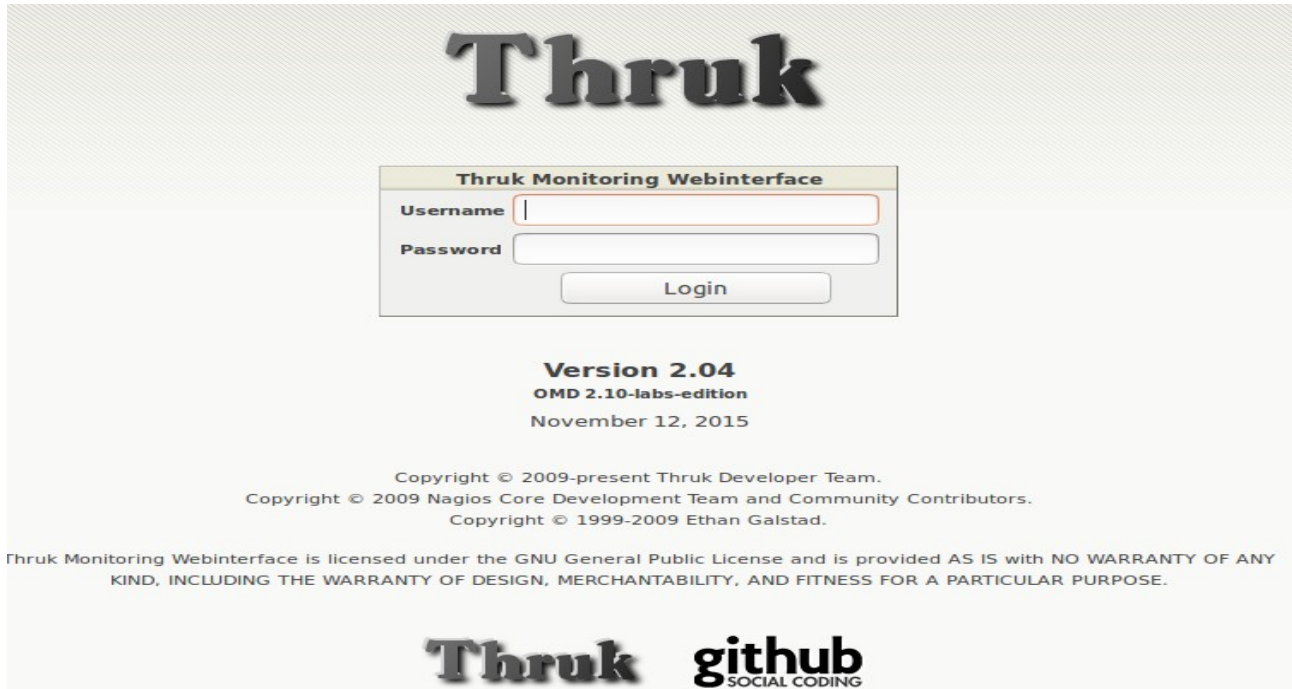 Thruk
Thruk Monitoring Webinterface
Username
Password
Login
Version 2.04
OMD 2.10-labs-edition
November 12, 2015
Copyright © 2009-present Thruk Developer Team.
Copyright © 2009 Nagios Core Development Team and Community Contributors.
Copyright © 1999-2009 Ethan Galstad.
Thruk Monitoring Webinterface is licensed under the GNU General Public License and is provided AS IS with NO WARRANTY OF ANY
KIND, INCLUDING THE WARRANTY OF DESIGN, MERCHANTABILITY, AND FITNESS FOR A PARTICULAR PURPOSE.
Thruk github
SOCIAL CODING